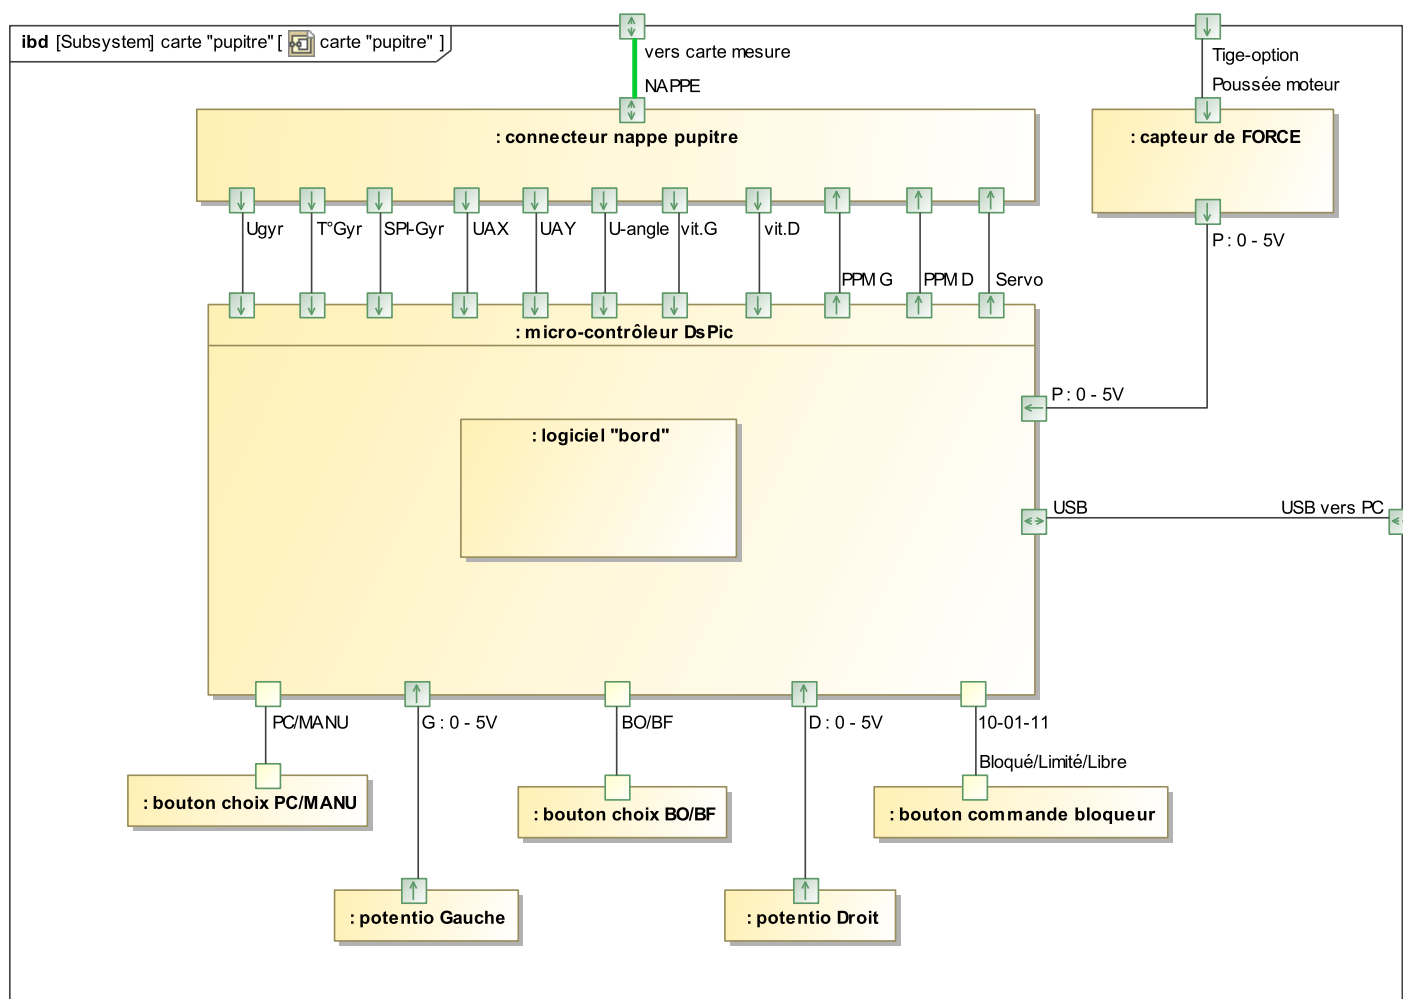 ibd [Subsystem] carte "pupitre" [ carte "pupitre" ]
vers carte mesure
NAPPE
Tige-option
Poussée moteur
: connecteur nappe pupitre
: capteur de FORCE
Ugyr T°Gyr SPI-Gyr UAX UAY U-angle vit.G vit.D
P : 0 - 5V
PPM G PPM D Servo
: micro-contrôleur DsPic
P : 0 - 5V
: logiciel "bord"
USB
USB vers PC
PC/MANU
G : 0 - 5V
BO/BF
D : 0 - 5V
10-01-11
Bloqué/Limité/Libre
: bouton choix PC/MANU
: bouton choix BO/BF
: bouton commande bloqueur
: potentio Gauche
: potentio Droit